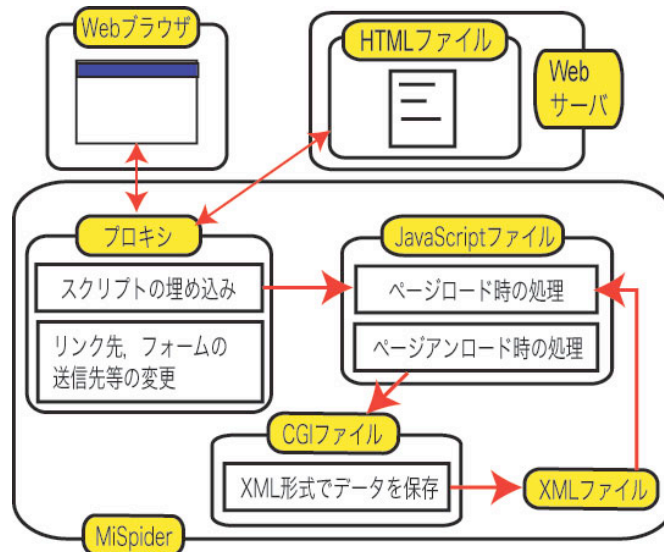 Webブラウザ
HTMLファイル
Web
サーバ
プロキシ
スクリプトの埋め込み
リンク先，フォームの
送信先等の変更
JavaScriptファイル
ページロード時の処理
ページアンロード時の処理
CGIファイル
XML形式でデータを保存
XMLファイル
MiSpider